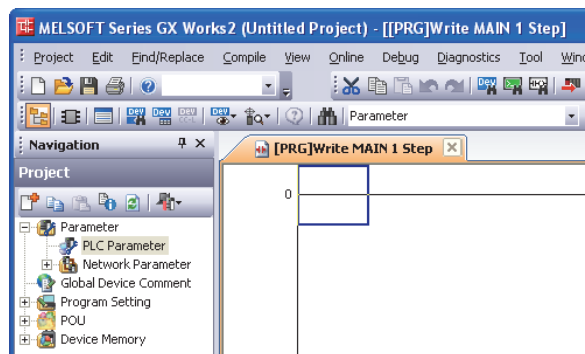 MELSOFT Series GX Works2 (Untitled Project) - [[PRG]Write MAIN 1 Step]
Project Edit Find/Replace Compile View Online Debug Diagnostics Tool
Parameter
Navigation
[PRG]Write MAIN 1 Step
Project
0
Parameter
PLC Parameter
Network Parameter
Global Device Comment
Program Setting
POU
Device Memory